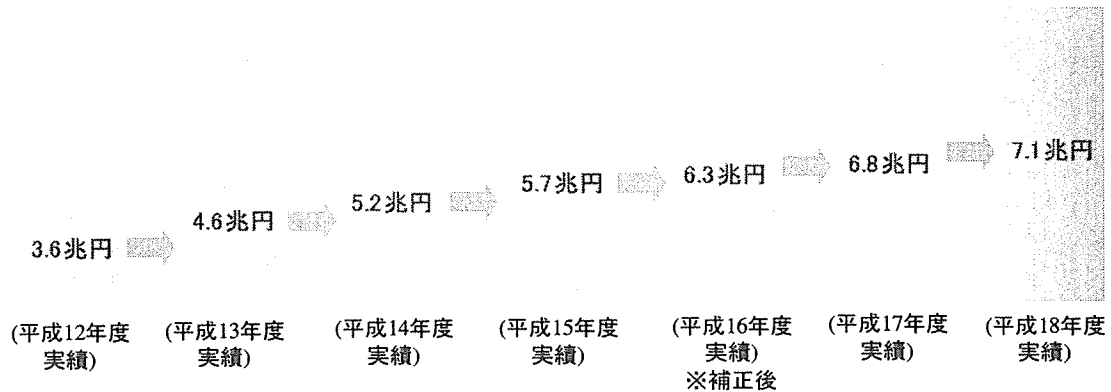 3.6兆円
4.6兆円
5.2兆円
5.7兆円
6.3兆円
6.8兆円
7.1兆円
(平成12年度
実績)
(平成13年度
実績)
(平成14年度
実績)
(平成15年度
実績)
(平成16年度
実績)
※補正後
(平成17年度
実績)
(平成18年度
実績)